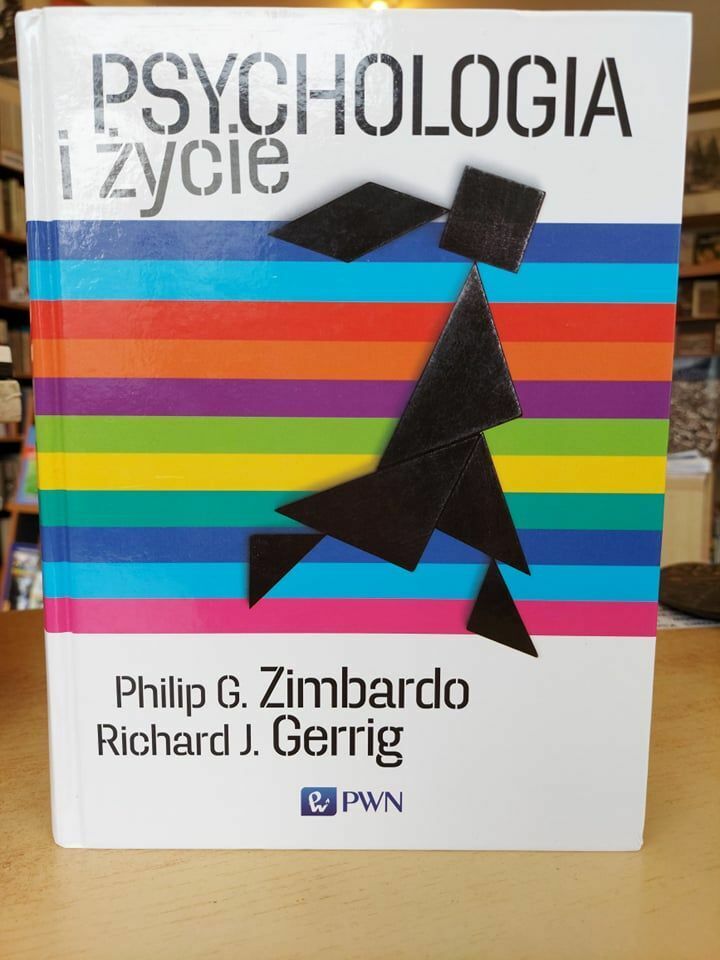 PSYCHOLOGIA
i życie
Philip G. Zimbardo
Richard J. Gerrig
PWN